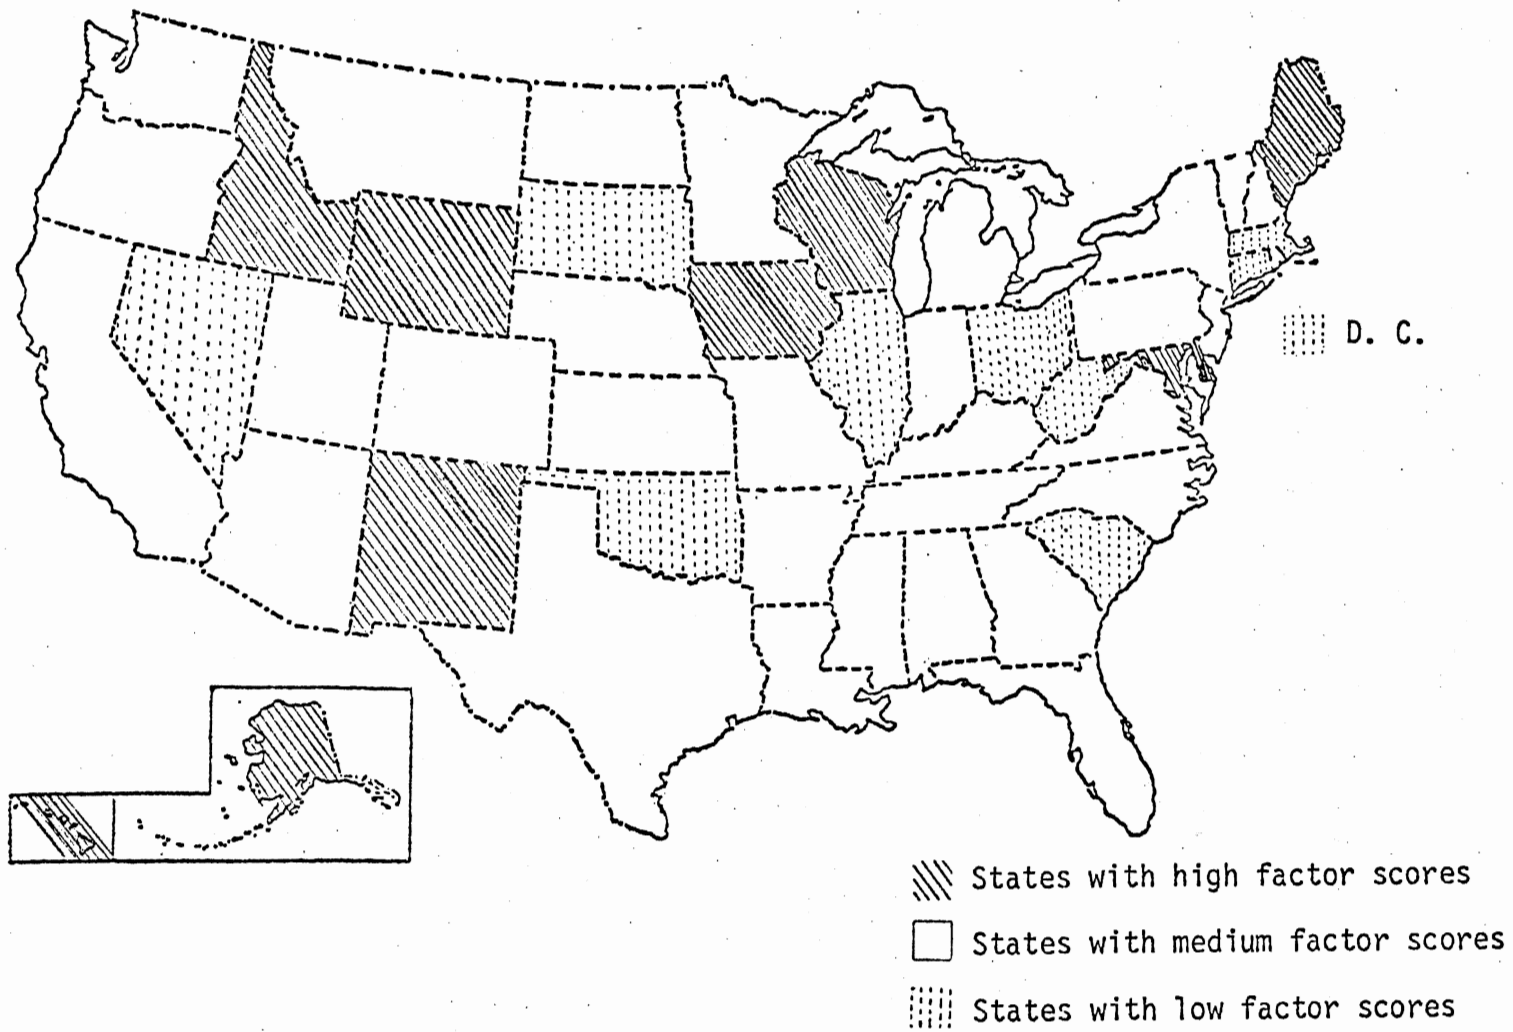 D. C.
States with high factor scores
States with medium factor scores
States with low factor scores